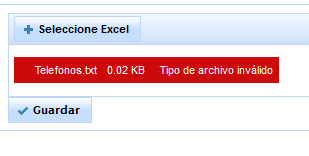 Seleccione Excel
Telefonos.txt 0.02 KB Tipo de archivo inválido
Guardar